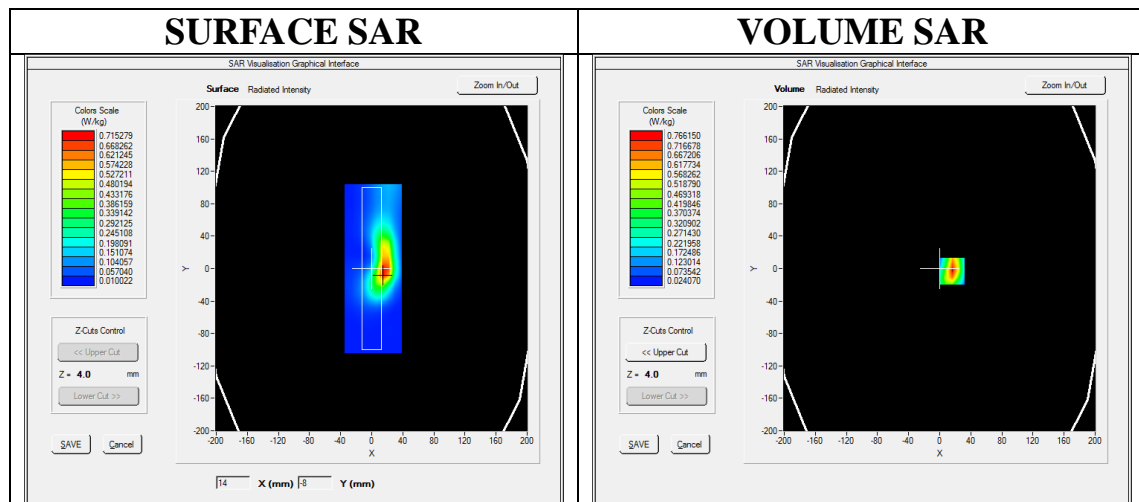 SURFACE SAR
SAR Visualisation Graphical Interface
Surface Radiated Intensity
Zoom In/Out
Colors Scale
(W/kg)
0.715279
0.668262
0.621245
0.574228
0.527211
0.480194
0.433176
0.386159
0.339142
0.292125
0.245108
0.198091
0.151074
0.104057
0.057040
0.010022
Z-Cuts Control
<< Upper Cut
Z = 4.0 mm
Lower Cut >>
SAVE Cancel
200
160
120
80
40
0
-40
-80
-120
-160
-200
Y
-200 -160 -120 -80 -40 0 40 80 120 160 200
X
14 X (mm) -8 Y (mm)
VOLUME SAR
SAR Visualisation Graphical Interface
Volume Radiated Intensity
Zoom In/Out
Colors Scale
(W/kg)
0.766150
0.716678
0.667206
0.617734
0.568262
0.518790
0.469318
0.419846
0.370374
0.320902
0.271430
0.221958
0.172486
0.123014
0.073542
0.024070
Z-Cuts Control
<< Upper Cut
Z = 4.0 mm
Lower Cut >>
SAVE Cancel
200
160
120
80
40
0
-40
-80
-120
-160
-200
Y
-200 -160 -120 -80 -40 0 40 80 120 160 200
X